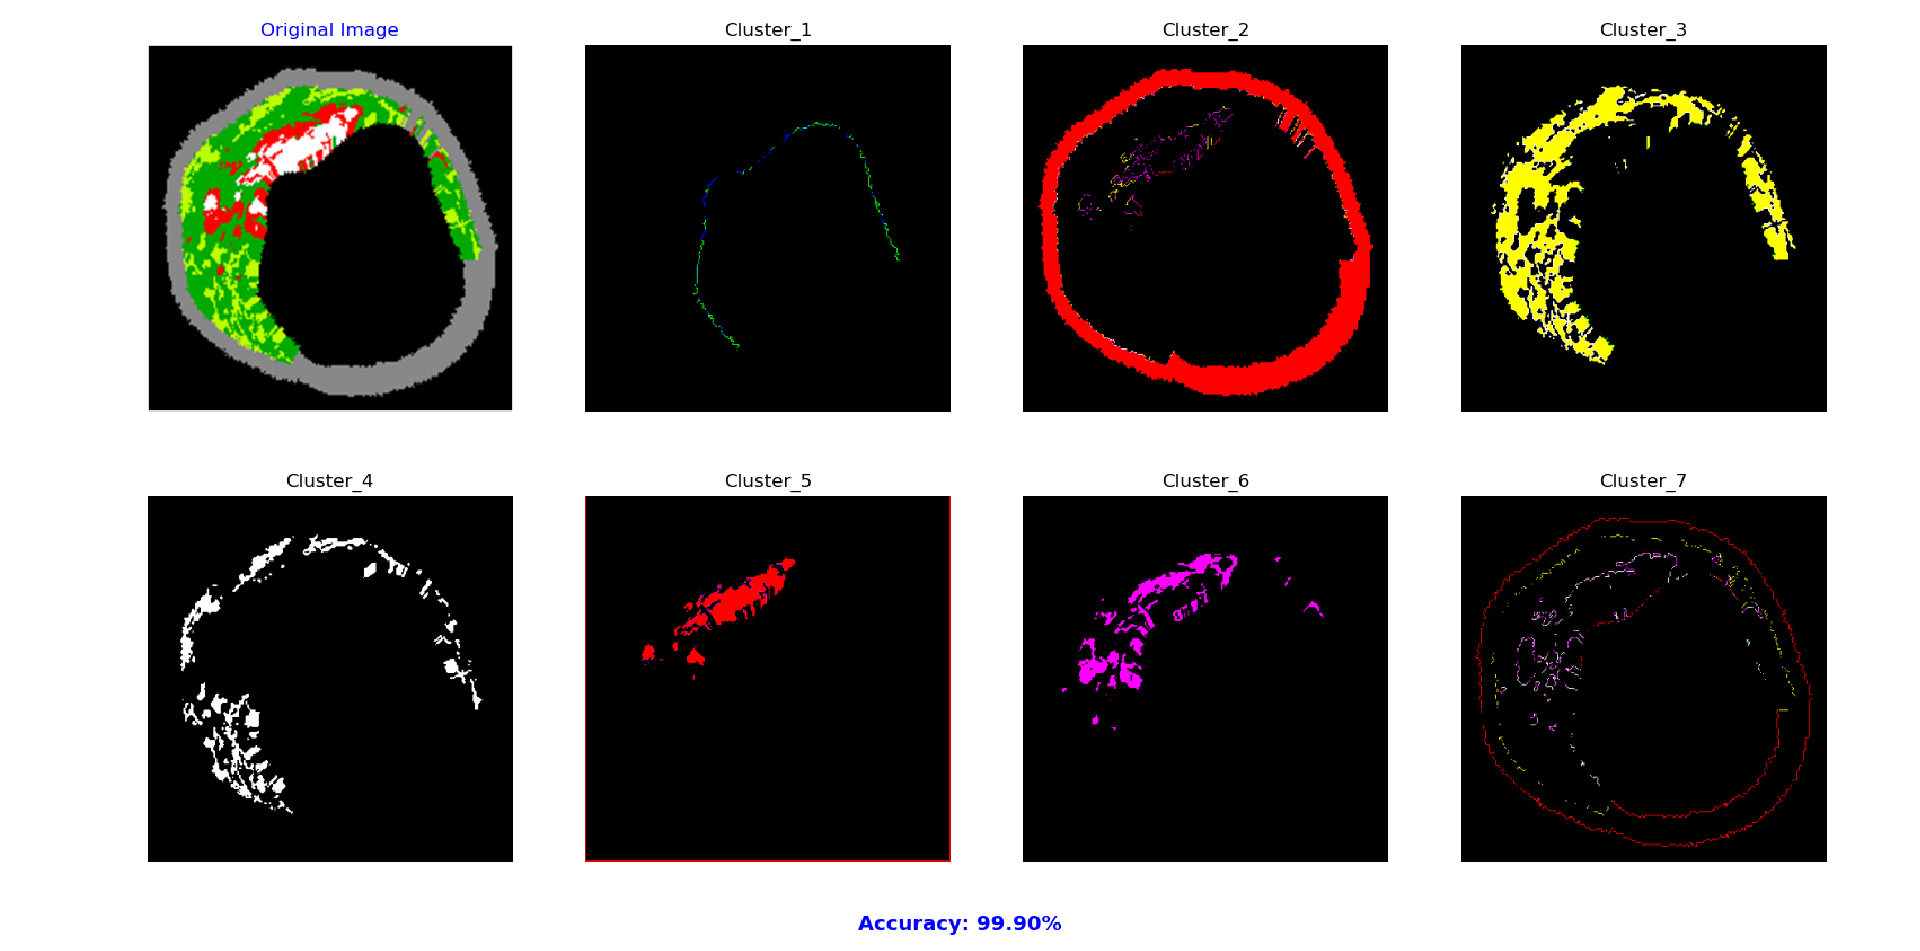 Original Image
Cluster_1
Cluster_2
Cluster_3
Cluster_4
Cluster_5
Cluster_6
Cluster_7
Accuracy: 99.90%